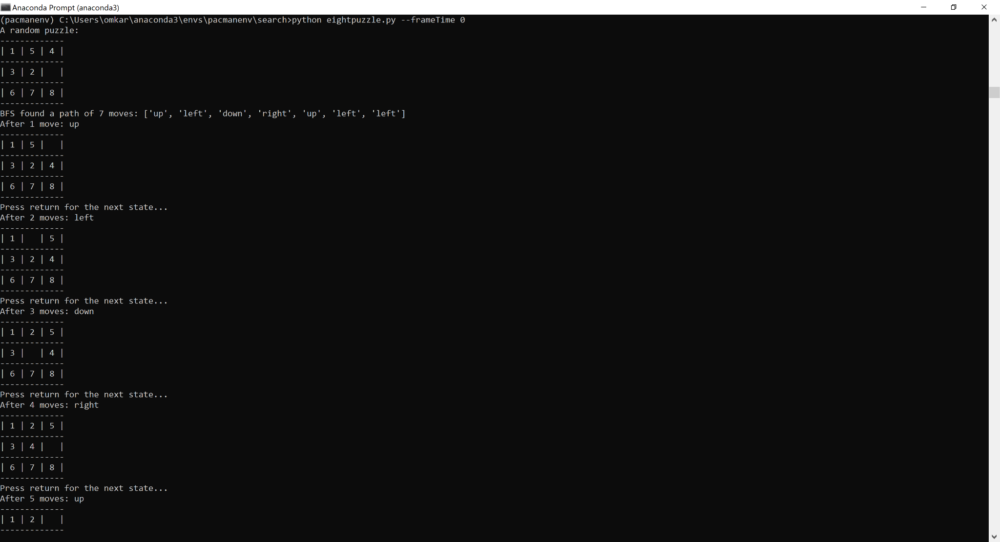 Anaconda Prompt (anaconda3)
(pacmanenv) C:\Users\omkar\anaconda3\envs\pacmanenv\search>python eightpuzzle.py --frameTime 0
A random puzzle:
-------------
| 1 | 5 | 4 |
-------------
| 3 | 2 |   |
-------------
| 6 | 7 | 8 |
-------------
BFS found a path of 7 moves: ['up', 'left', 'down', 'right', 'up', 'left', 'left']
After 1 move: up
-------------
| 1 | 5 |   |
-------------
| 3 | 2 | 4 |
-------------
| 6 | 7 | 8 |
-------------
Press return for the next state...
After 2 moves: left
-------------
| 1 |   | 5 |
-------------
| 3 | 2 | 4 |
-------------
| 6 | 7 | 8 |
-------------
Press return for the next state...
After 3 moves: down
-------------
| 1 | 2 | 5 |
-------------
| 3 |   | 4 |
-------------
| 6 | 7 | 8 |
-------------
Press return for the next state...
After 4 moves: right
-------------
| 1 | 2 | 5 |
-------------
| 3 | 4 |   |
-------------
| 6 | 7 | 8 |
-------------
Press return for the next state...
After 5 moves: up
-------------
| 1 | 2 |   |
-------------